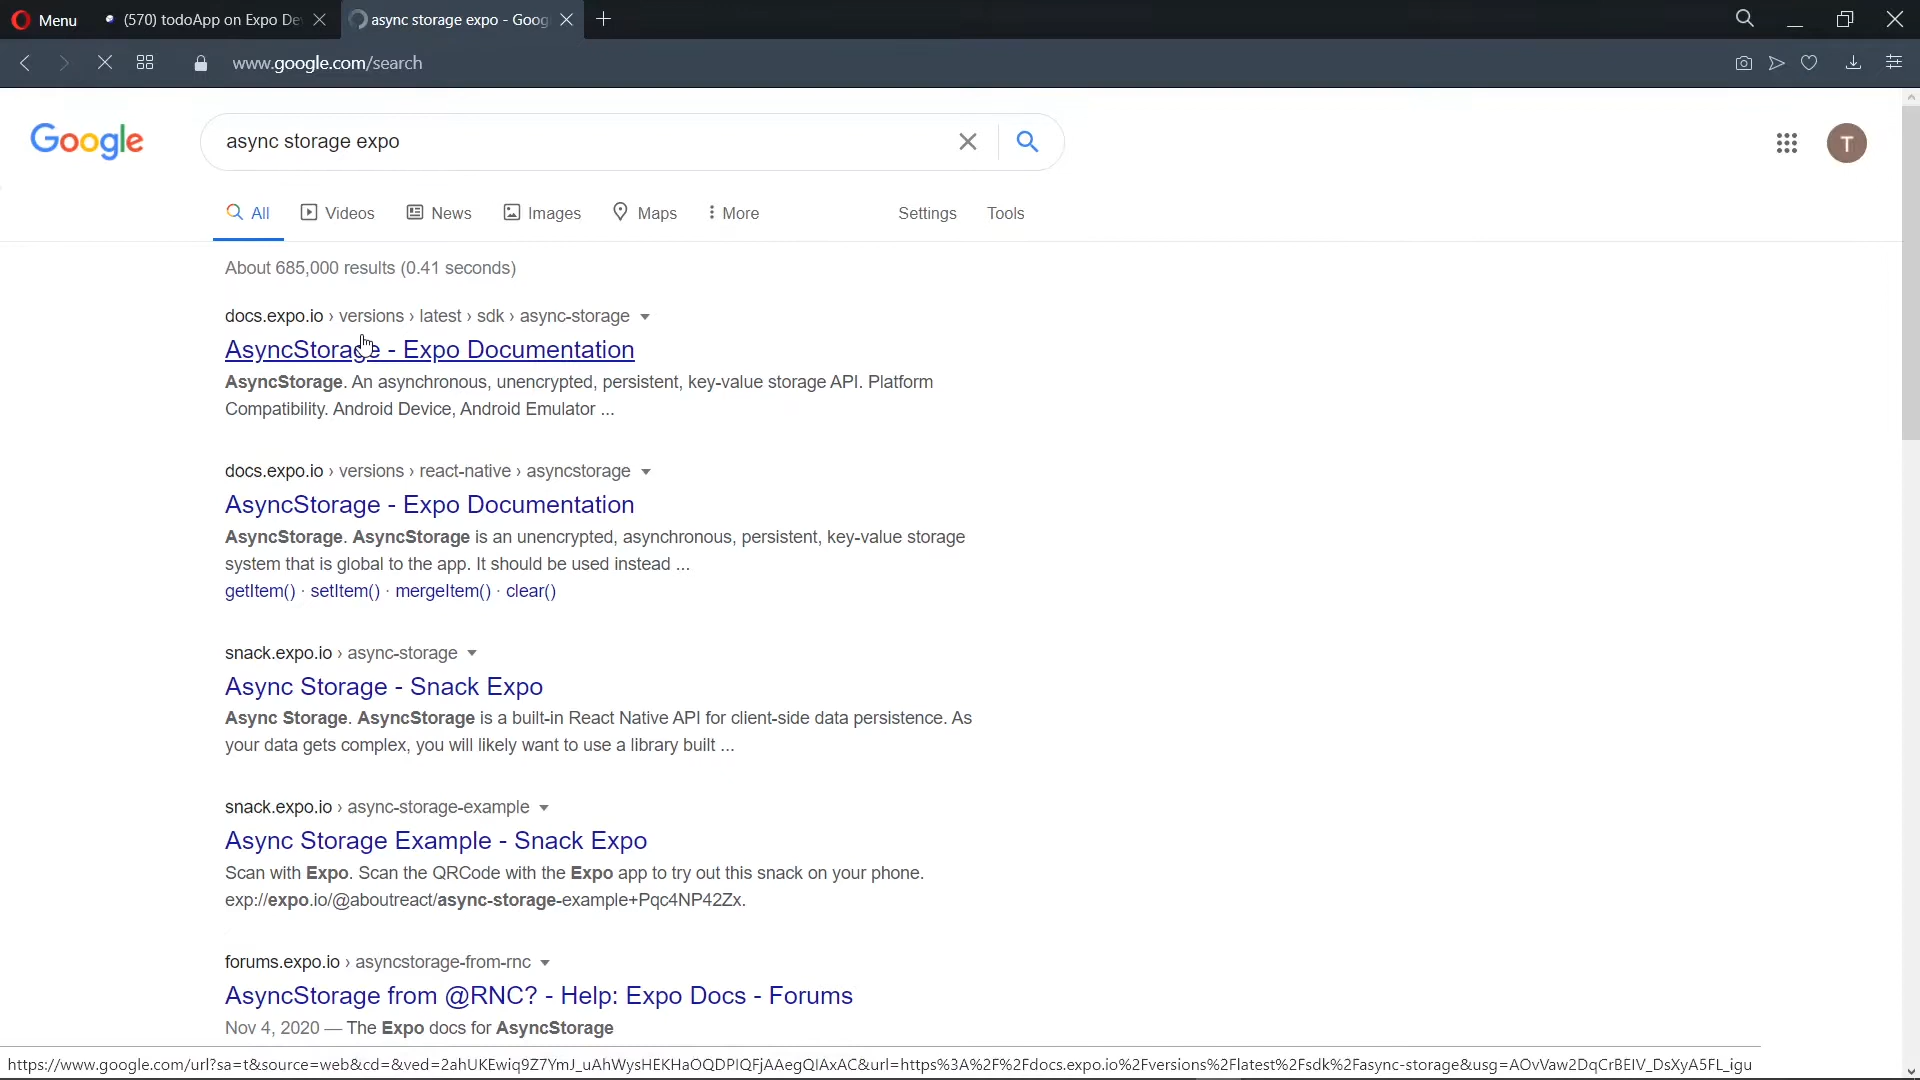 Menu
(570) todoApp on Expo De
async storage expo - Goog
www.google.com/search
Google
async storage expo
T
All
Videos
News
Images
Maps
More
Settings
Tools
About 685,000 results (0.41 seconds)
docs.expo.io › versions › latest › sdk › async-storage
AsyncStorage - Expo Documentation
AsyncStorage. An asynchronous, unencrypted, persistent, key-value storage API. Platform
Compatibility. Android Device, Android Emulator ...
docs.expo.io › versions › react-native › asyncstorage
AsyncStorage - Expo Documentation
AsyncStorage. AsyncStorage is an unencrypted, asynchronous, persistent, key-value storage
system that is global to the app. It should be used instead ...
getItem() · setItem() · mergeItem() · clear()
snack.expo.io › async-storage
Async Storage - Snack Expo
Async Storage. AsyncStorage is a built-in React Native API for client-side data persistence. As
your data gets complex, you will likely want to use a library built ...
snack.expo.io › async-storage-example
Async Storage Example - Snack Expo
Scan with Expo. Scan the QRCode with the Expo app to try out this snack on your phone.
exp://expo.io/@aboutreact/async-storage-example+Pqc4NP42Zx.
forums.expo.io › asyncstorage-from-rnc
AsyncStorage from @RNC? - Help: Expo Docs - Forums
Nov 4, 2020 — The Expo docs for AsyncStorage
https://www.google.com/url?sa=t&source=web&cd=&ved=2ahUKEwiq9Z7YmJ_uAhWysHEKHaOQDPIQFjAAegQIAxAC&url=https%3A%2F%2Fdocs.expo.io%2Fversions%2Flatest%2Fsdk%2Fasync-storage&usg=AOvVaw2DqCrBEIV_DsXyA5FL_igu